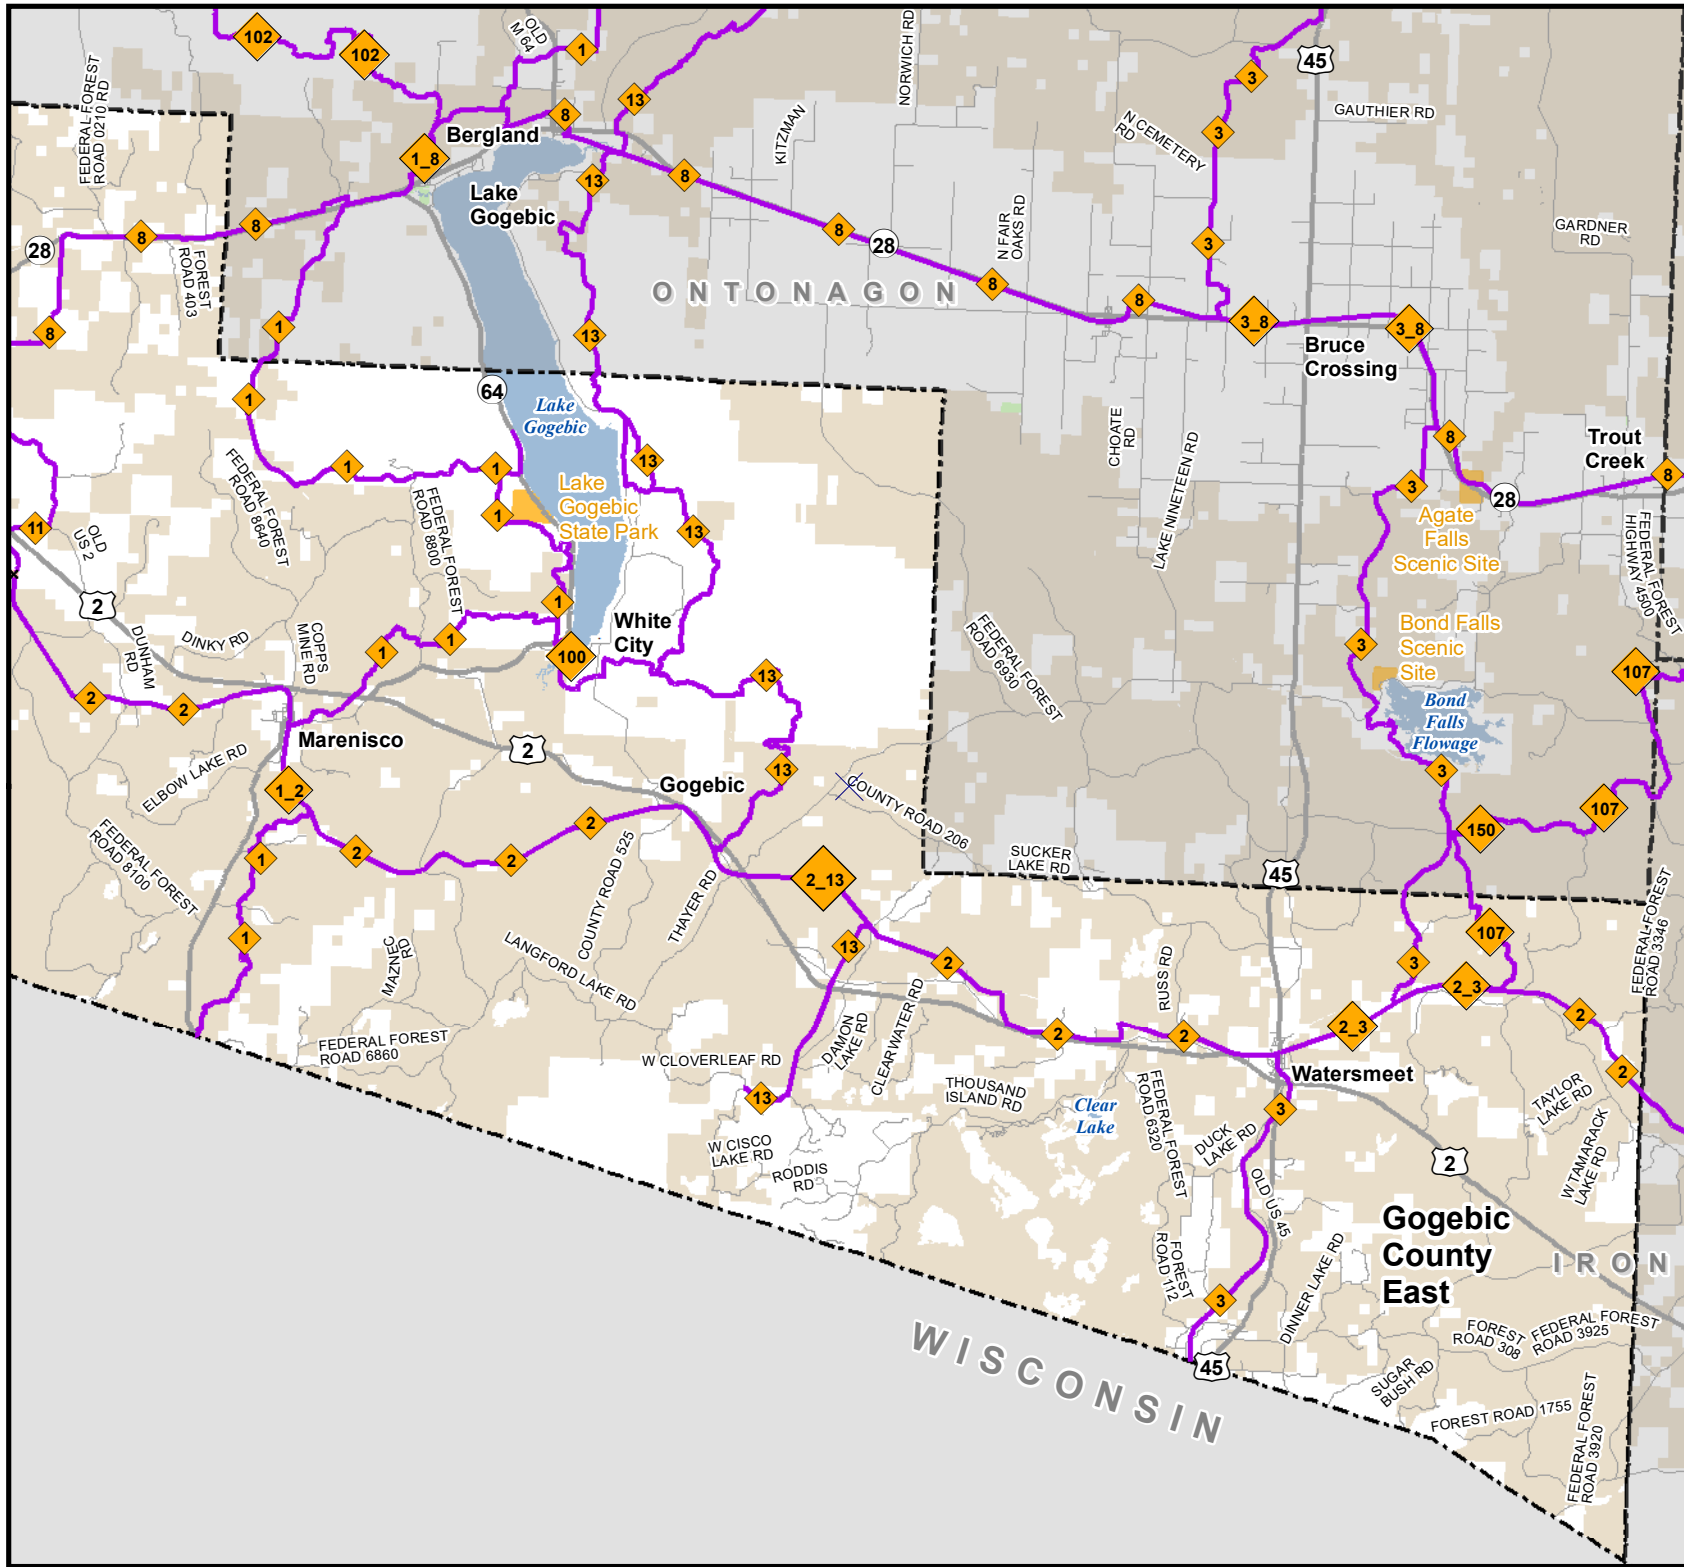 102
102
OLD
M 64
1
13
NORWICH RD
45
3
GAUTHIER RD
FEDERAL FOREST
ROAD 0210 RD
8
Bergland
1_8
KITZMAN
N CEMETERY
RD
3
13
8
Lake
Gogebic
8
8
28
8
FOREST
ROAD 403
8
28
N FAIR
OAKS RD
3
GARDNER
RD
ONTONAGON
8
8
3_8
3_8
Bruce
Crossing
8
1
13
64
1
Lake
Gogebic
CHOATE
RD
LAKE NINETEEN RD
8
Trout
Creek
8
FEDERAL FOREST
ROAD 8640
1
1
13
3
28
FEDERAL FOREST
ROAD 8800
Lake
Gogebic
State Park
1
13
11
OLD
US 2
Agate
Falls
Scenic Site
FEDERAL FOREST
HIGHWAY 4500
2
1
White
City
DUNHAM
RD
DINKY RD
COPPS
MINE RD
1
1
100
13
FEDERAL FOREST
ROAD 6930
3
Bond Falls
Scenic
Site
107
Bond
Falls
Flowage
2
2
Marenisco
2
ELBOW LAKE RD
1_2
Gogebic
13
COUNTY ROAD 206
3
150
107
FEDERAL FOREST
ROAD 8100
1
2
2
2
COUNTY ROAD 525
THAYER RD
2_13
SUCKER
LAKE RD
45
1
MAZNEC
RD
LANGFORD LAKE RD
13
2
RUSS RD
3
107
2_3
FEDERAL FOREST
ROAD 3346
FEDERAL FOREST
ROAD 6860
W CLOVERLEAF RD
DAMON
LAKE RD
CLEARWATER RD
2
2
2_3
2
Watersmeet
2
13
THOUSAND
ISLAND RD
Clear
Lake
FEDERAL FOREST
ROAD 6320
3
TAYLOR
LAKE RD
W CISCO
LAKE RD
RODDIS
RD
DUCK
LAKE RD
OLD US 45
2
W TAMARACK
LAKE RD
Gogebic
County
East
FOREST
ROAD 112
3
DINNER LAKE RD
IRON
FOREST
ROAD 308
FEDERAL FOREST
ROAD 3925
WISCONSIN
45
SUGAR
BUSH RD
FOREST ROAD 1755
FEDERAL FOREST
ROAD 3920